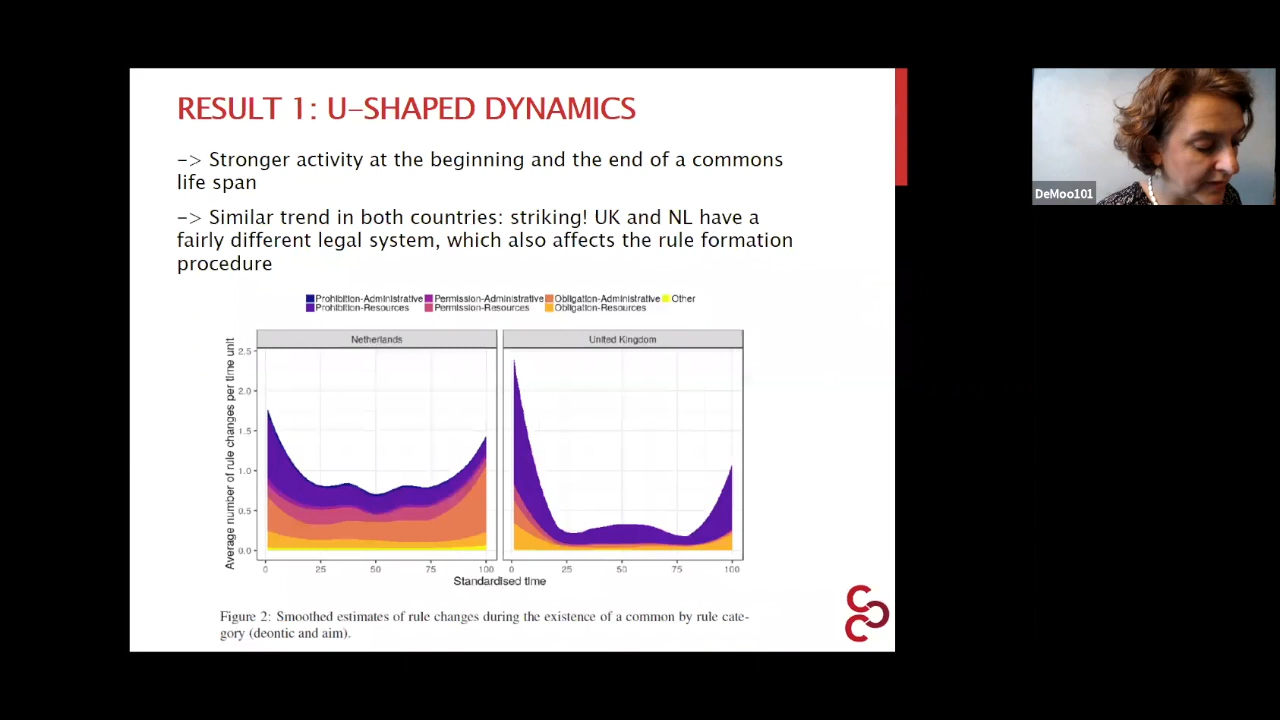 RESULT 1: U-SHAPED DYNAMICS
-> Stronger activity at the beginning and the end of a commons
life span
-> Similar trend in both countries: striking! UK and NL have a
fairly different legal system, which also affects the rule formation
procedure
Prohibition-Administrative Permission-Administrative Obligation-Administrative Other
Prohibition-Resources Permission-Resources Obligation-Resources
Netherlands United Kingdom
Average number of rule changes per time unit
2.5
2.0
1.5
1.0
0.5
0.0
0 25 50 75 100 0 25 50 75 100
Standardised time
Figure 2: Smoothed estimates of rule changes during the existence of a common by rule cate-
gory (deontic and aim).
DeMoo101